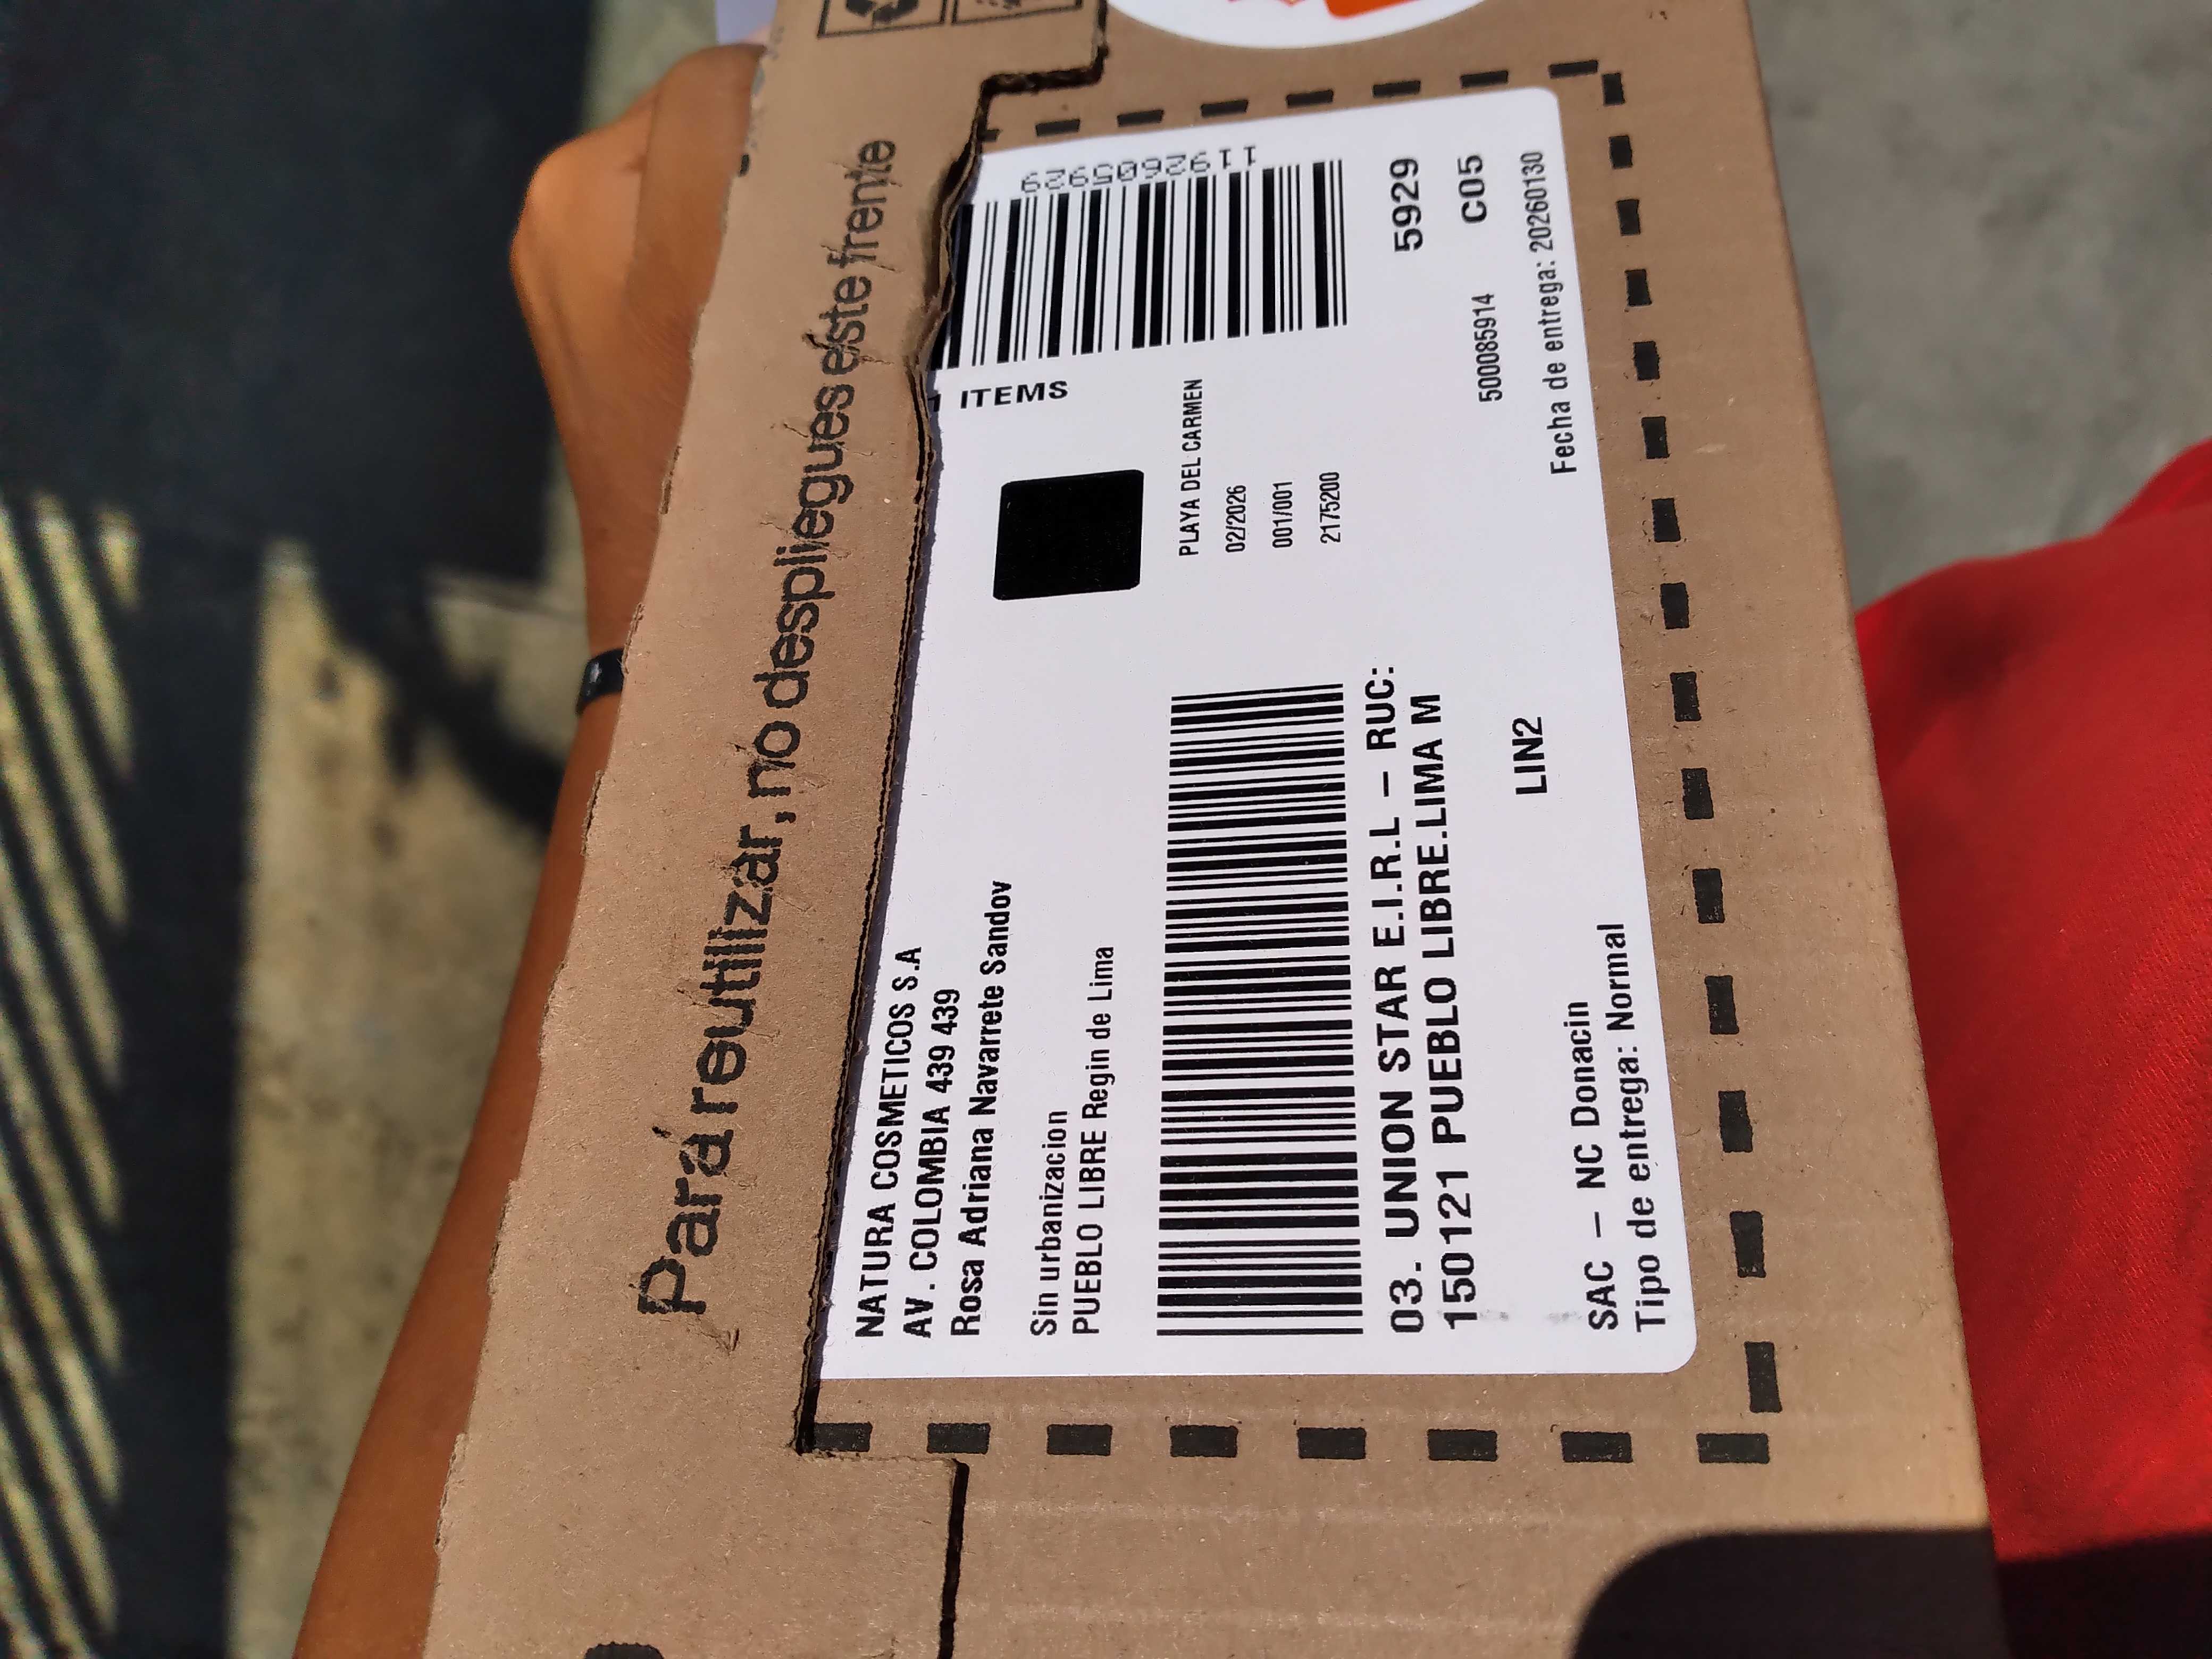 Para reutilizar, no despliegues este frente
NATURA COSMETICOS S.A
AV. COLOMBIA 439 439
Rosa Adriana Navarrete Sandov
Sin urbanizacion
PUEBLO LIBRE Regin de Lima
1 ITEMS
1192605929
PLAYA DEL CARMEN
02/2026
001/001
2175200
03. UNION STAR E.I.R.L – RUC:
150121 PUEBLO LIBRE.LIMA M
5929
LIN2
500085914
C05
SAC – NC Donacin
Tipo de entrega: Normal
Fecha de entrega: 20260130